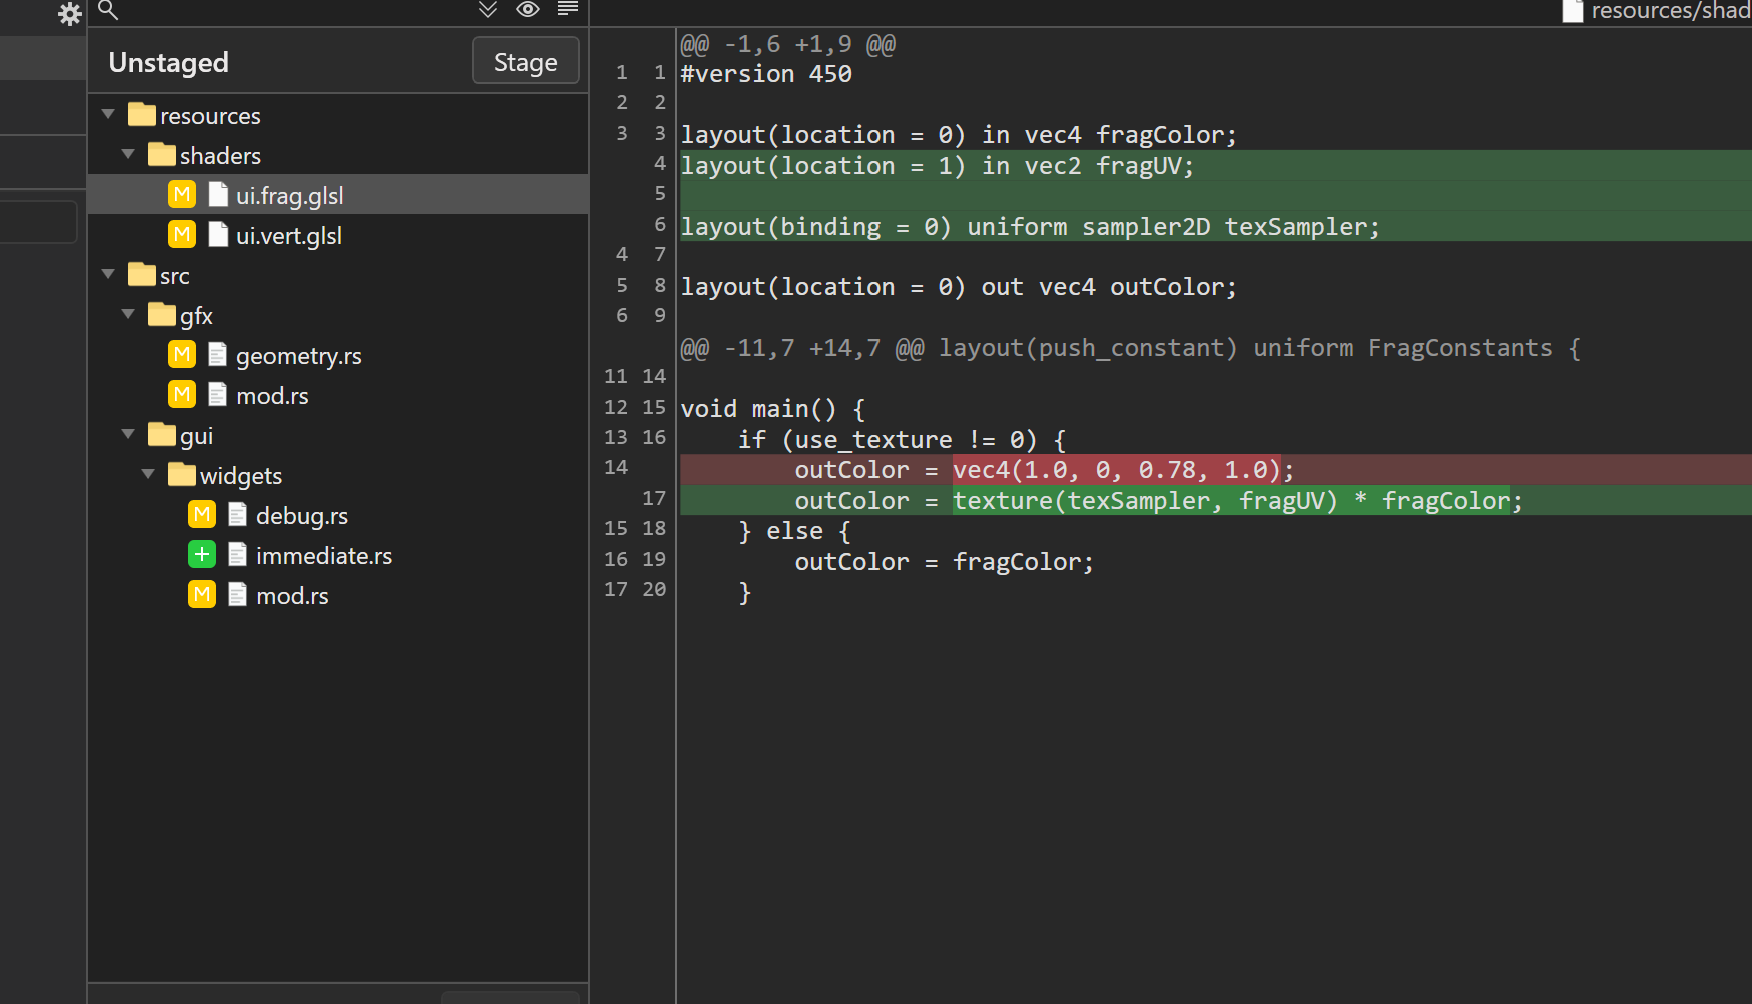 resources/shad
Unstaged
Stage
resources
shaders
M ui.frag.glsl
M ui.vert.glsl
src
gfx
M geometry.rs
M mod.rs
gui
widgets
M debug.rs
+ immediate.rs
M mod.rs
@@ -1,6 +1,9 @@
1 1 #version 450
2 2
3 3 layout(location = 0) in vec4 fragColor;
4 layout(location = 1) in vec2 fragUV;
5
6 layout(binding = 0) uniform sampler2D texSampler;
4 7
5 8 layout(location = 0) out vec4 outColor;
6 9
@@ -11,7 +14,7 @@ layout(push_constant) uniform FragConstants {
11 14
12 15 void main() {
13 16     if (use_texture != 0) {
14         outColor = vec4(1.0, 0, 0.78, 1.0);
17         outColor = texture(texSampler, fragUV) * fragColor;
15 18     } else {
16 19         outColor = fragColor;
17 20     }